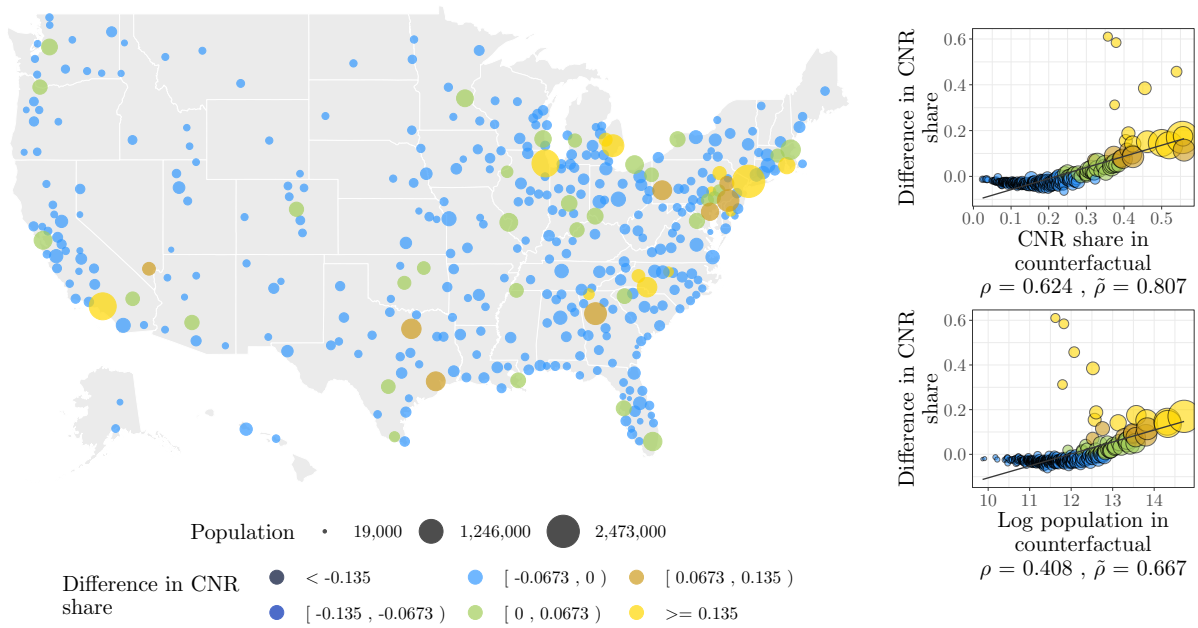 Population
19,000
1,246,000
2,473,000
Difference in CNR
share
< -0.135
[ -0.135 , -0.0673 )
[ -0.0673 , 0 )
[ 0 , 0.0673 )
[ 0.0673 , 0.135 )
>= 0.135
Difference in CNR
share
0.6
0.4
0.2
0.0
0.0 0.1 0.2 0.3 0.4 0.5
CNR share in
counterfactual
ρ = 0.624 , ρ̃ = 0.807
Difference in CNR
share
0.6
0.4
0.2
0.0
10 11 12 13 14
Log population in
counterfactual
ρ = 0.408 , ρ̃ = 0.667